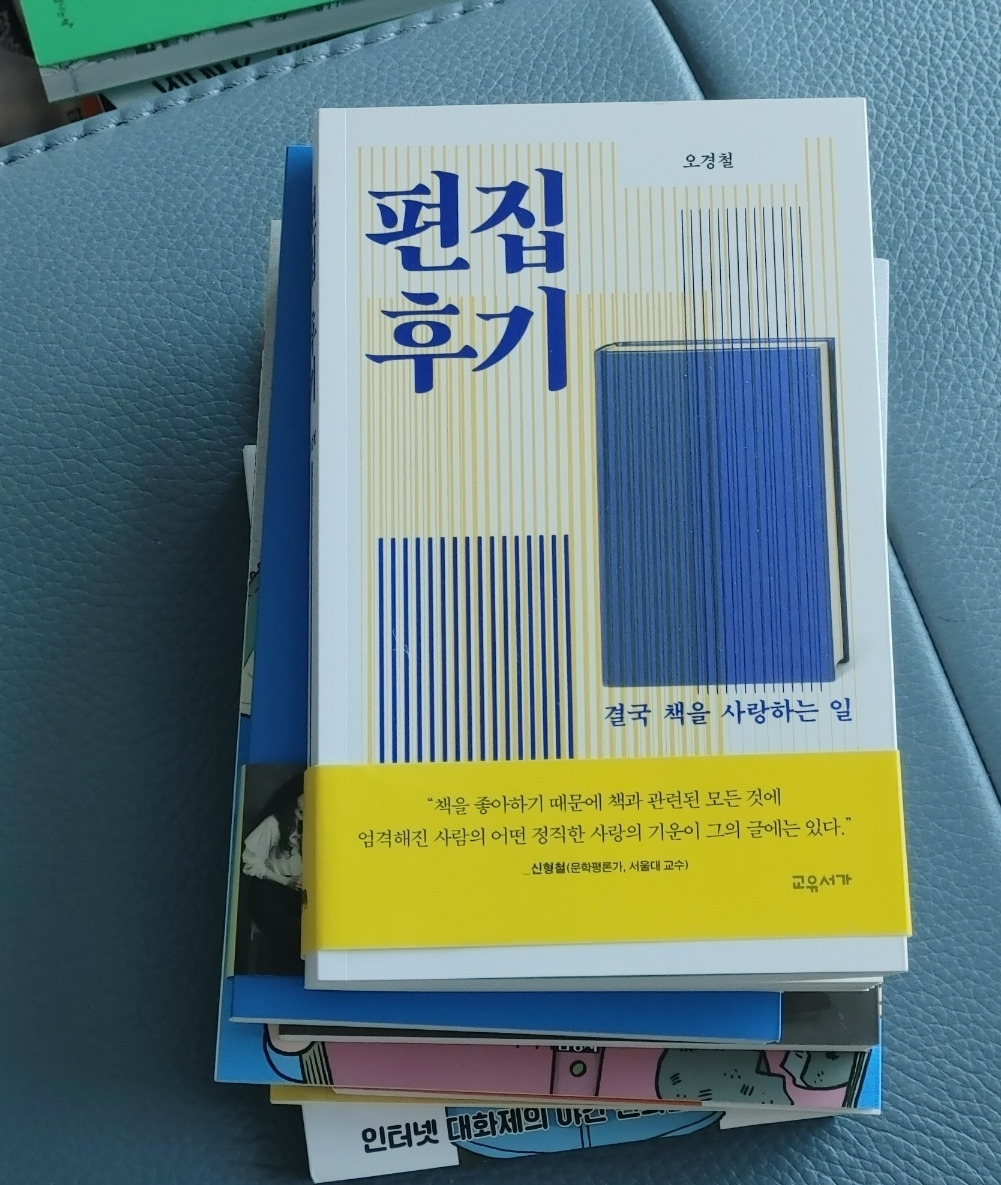 오경철
편집
후기
결국 책을 사랑하는 일
“책을 좋아하기 때문에 책과 관련된 모든 것에
엄격해진 사람의 어떤 정직한 사랑의 기운이 그의 글에는 있다.”
_신형철(문학평론가, 서울대 교수)
교유서가
인터넷 대화제의